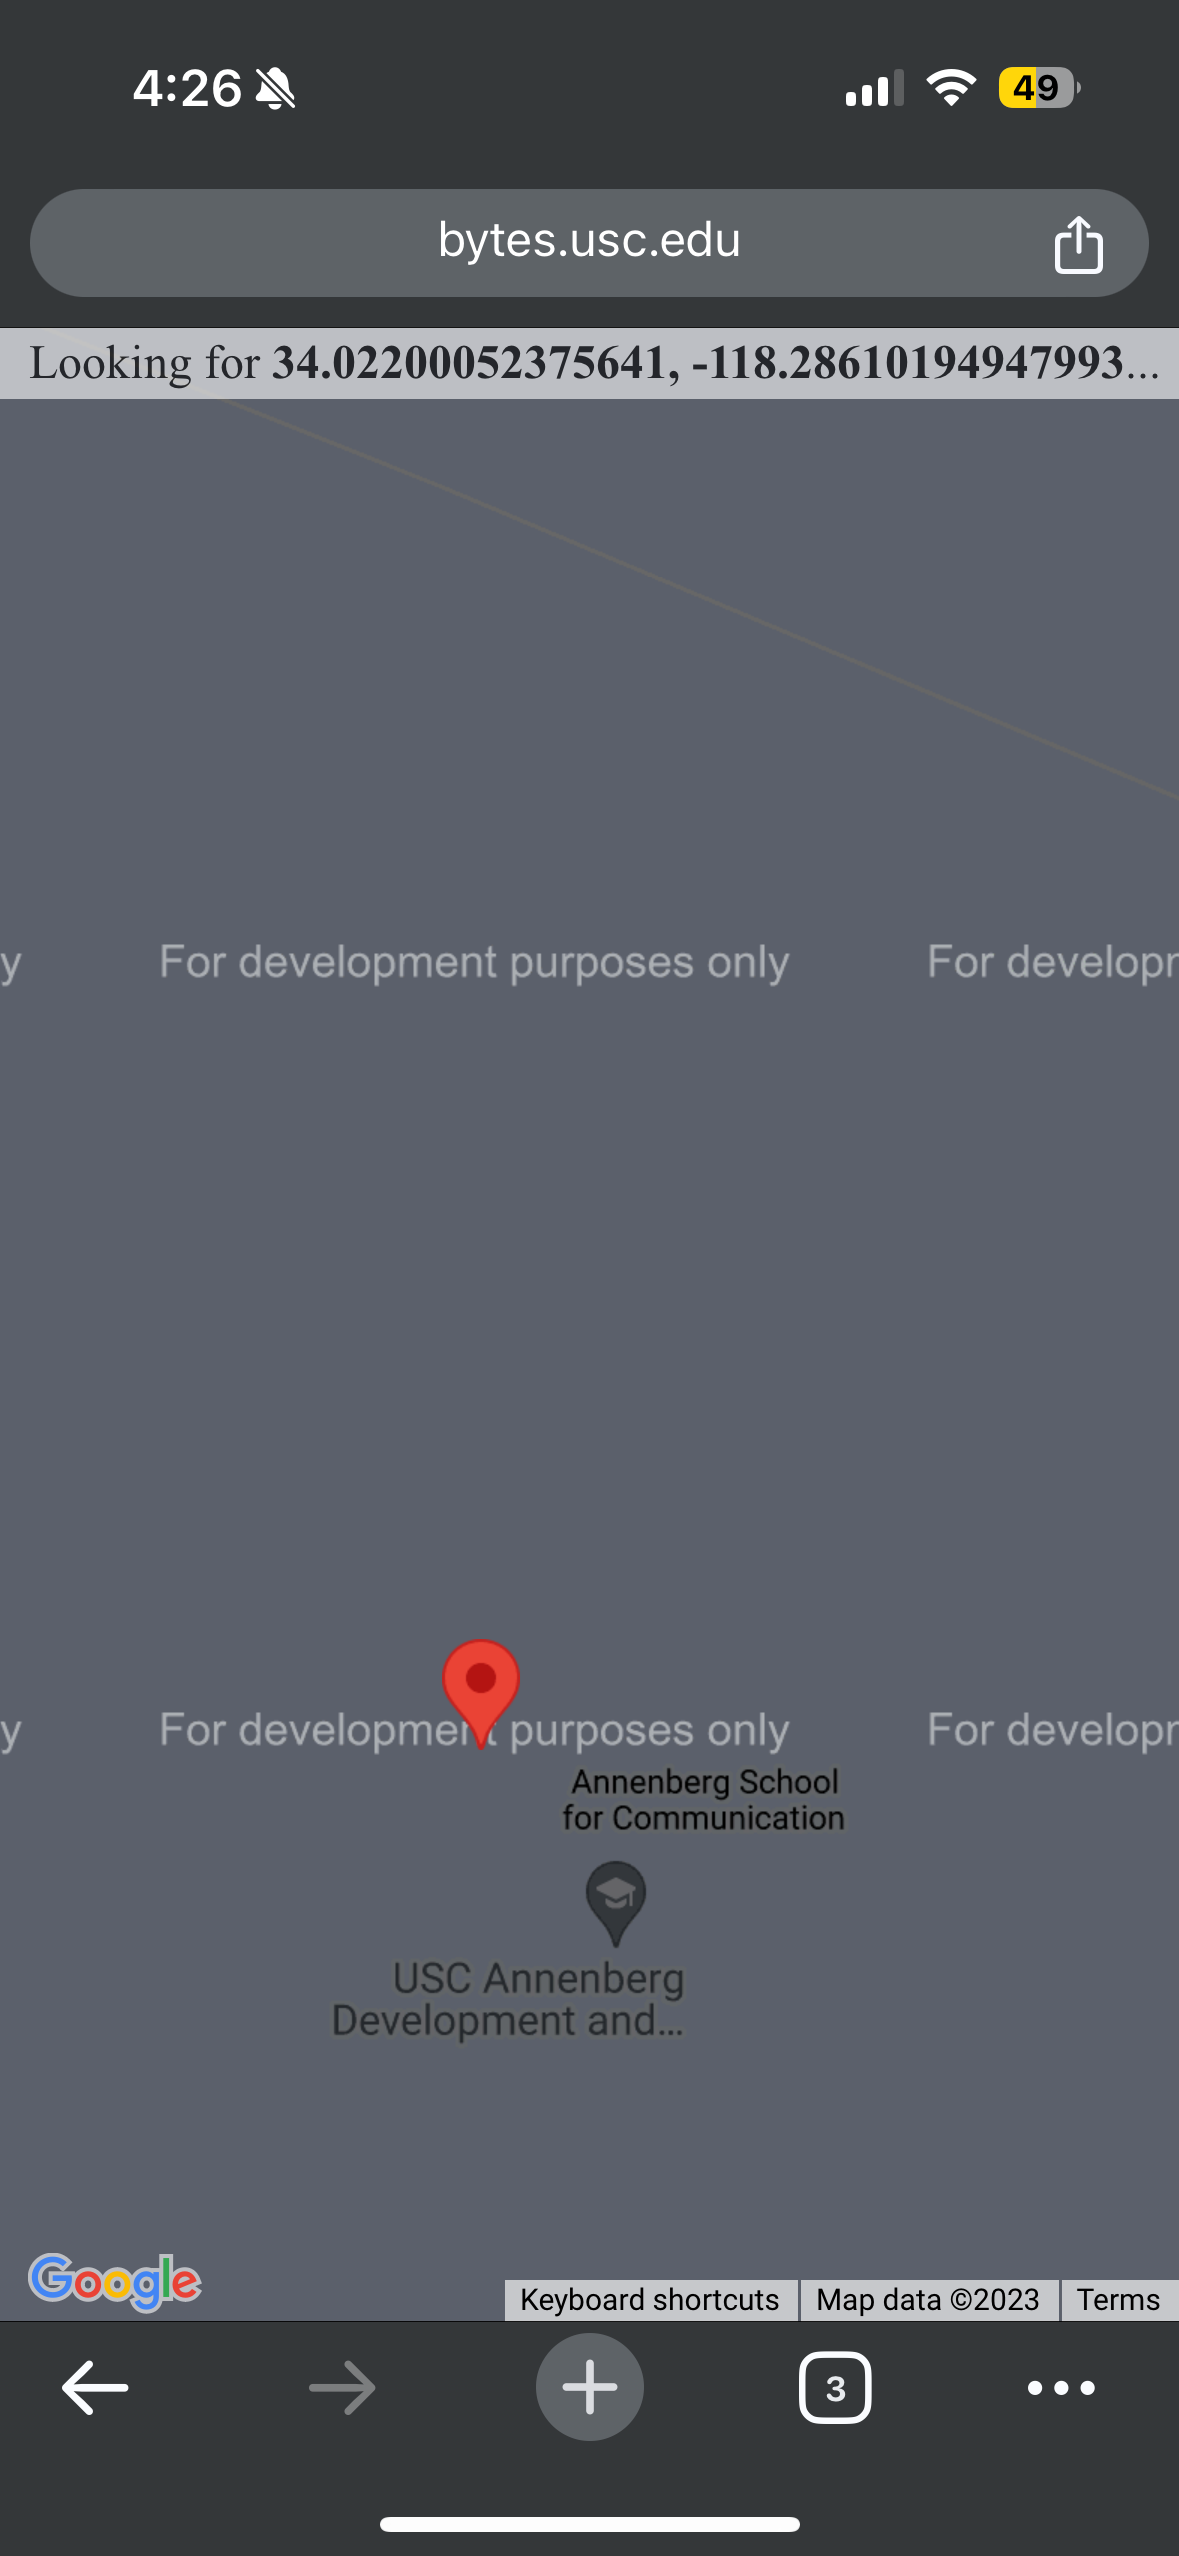 4:26
49
bytes.usc.edu
Looking for 34.02200052375641, -118.28610194947993...
y For development purposes only For developm
y For development purposes only For developm
Annenberg School
for Communication
USC Annenberg
Development and...
Google
Keyboard shortcuts Map data ©2023 Terms
3